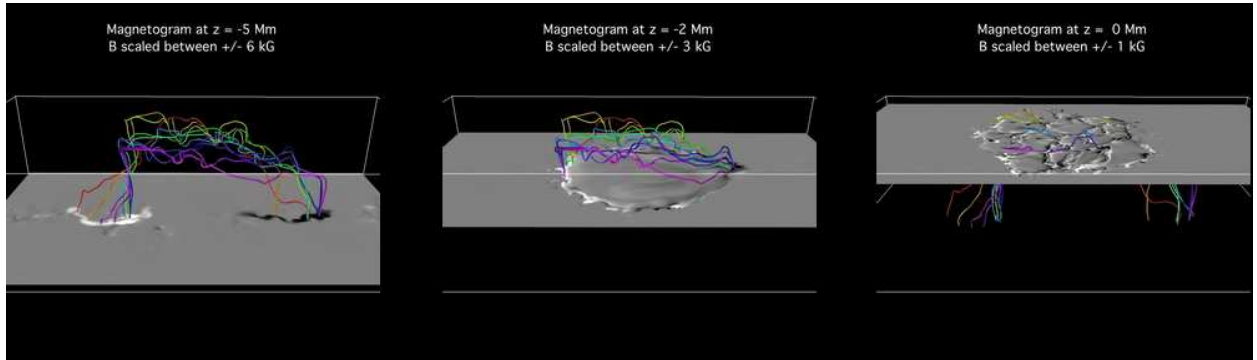 Magnetogram at z = -5 Mm
B scaled between +/- 6 kG
Magnetogram at z = -2 Mm
B scaled between +/- 3 kG
Magnetogram at z = 0 Mm
B scaled between +/- 1 kG